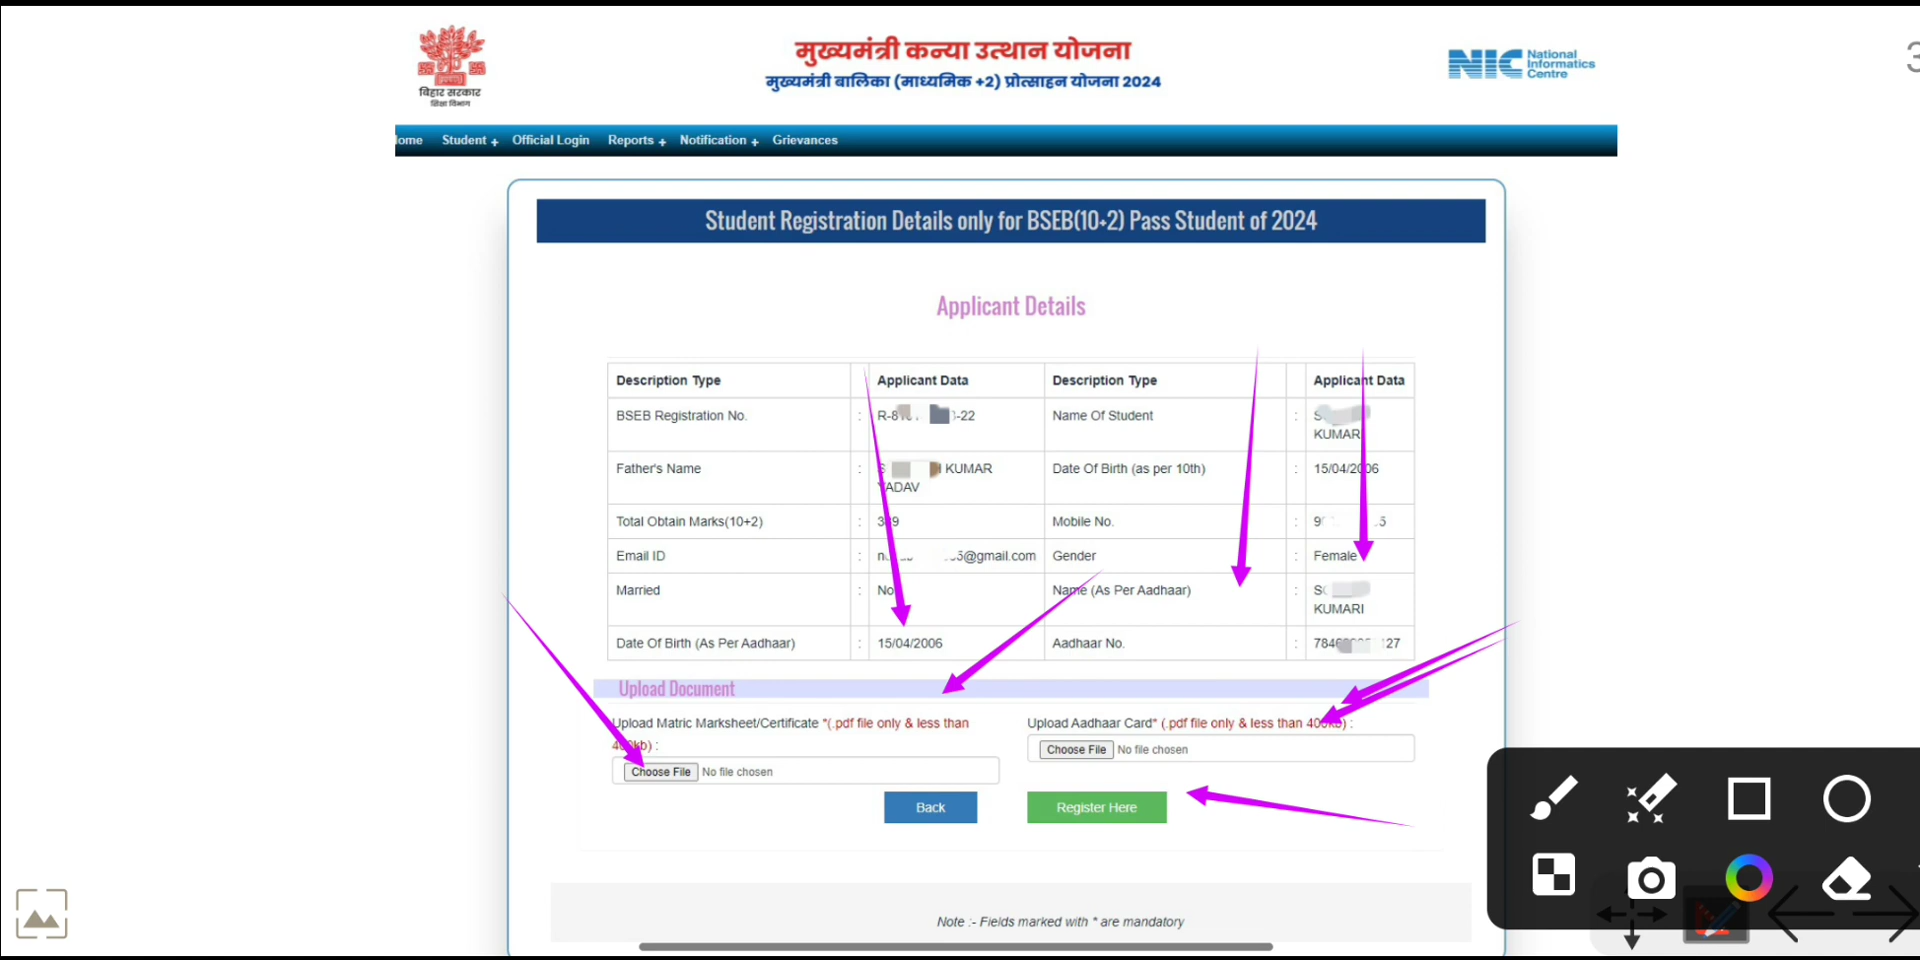 मुख्यमंत्री कन्या उत्थान योजना
मुख्यमंत्री बालिका (माध्यमिक +2) प्रोत्साहन योजना 2024
बिहार सरकार
शिक्षा विभाग
NIC National
Informatics
Centre
3
ome Student + Official Login Reports + Notification + Grievances
Student Registration Details only for BSEB(10+2) Pass Student of 2024
Applicant Details
Description Type Applicant Data Description Type Applicant Data
BSEB Registration No. : -22 Name Of Student :
KUMARI
Father's Name : KUMAR Date Of Birth (as per 10th) : 15/04/2006
YADAV
Total Obtain Marks(10+2) : Mobile No. :
Email ID : @gmail.com Gender : Female
Married : No Name (As Per Aadhaar) :
KUMARI
Date Of Birth (As Per Aadhaar) : 15/04/2006 Aadhaar No. :
Upload Document
Upload Matric Marksheet/Certificate *(.pdf file only & less than
400kb) :
Choose File No file chosen
Upload Aadhaar Card* (.pdf file only & less than 400kb) :
Choose File No file chosen
Back Register Here
Note :- Fields marked with * are mandatory